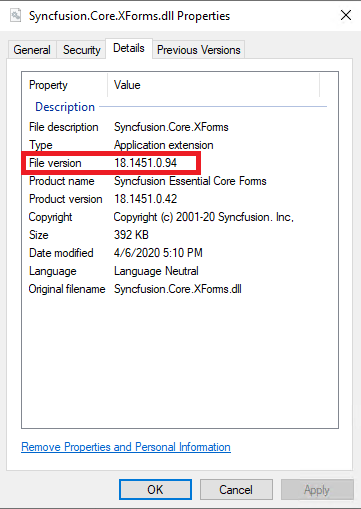 Syncfusion.Core.XForms.dll Properties
General Security Details Previous Versions
Property Value
Description
File description Syncfusion.Core.XForms
Type Application extension
File version 18.1451.0.94
Product name Syncfusion Essential Core Forms
Product version 18.1451.0.42
Copyright Copyright (c) 2001-20 Syncfusion. Inc,
Size 392 KB
Date modified 4/6/2020 5:10 PM
Language Language Neutral
Original filename Syncfusion.Core.XForms.dll
Remove Properties and Personal Information
OK Cancel Apply